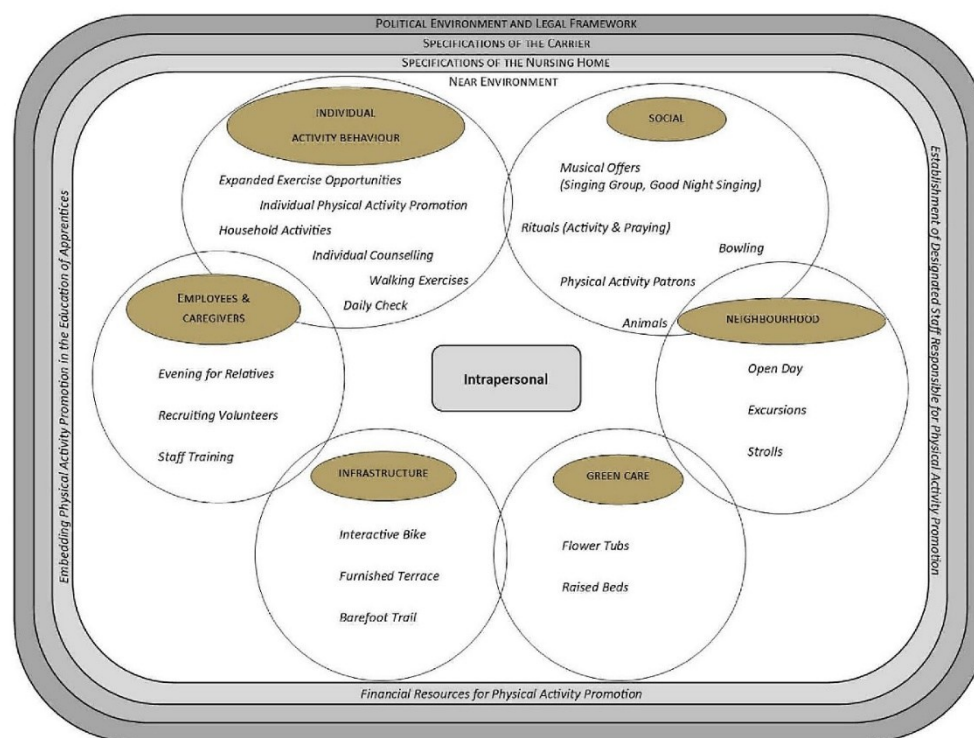 POLITICAL ENVIRONMENT AND LEGAL FRAMEWORK
SPECIFICATIONS OF THE CARRIER
SPECIFICATIONS OF THE NURSING HOME
NEAR ENVIRONMENT
INDIVIDUAL
ACTIVITY BEHAVIOUR
Expanded Exercise Opportunities
Individual Physical Activity Promotion
Household Activities
Individual Counselling
Walking Exercises
Daily Check
SOCIAL
Musical Offers
(Singing Group, Good Night Singing)
Rituals (Activity & Praying)
Bowling
Physical Activity Patrons
Animals
EMPLOYEES &
CAREGIVERS
Evening for Relatives
Recruiting Volunteers
Staff Training
Intrapersonal
NEIGHBOURHOOD
Open Day
Excursions
Strolls
INFRASTRUCTURE
Interactive Bike
Furnished Terrace
Barefoot Trail
GREEN CARE
Flower Tubs
Raised Beds
Embedding Physical Activity Promotion in the Education of Apprentices
Establishment of Designated Staff Responsible for Physical Activity Promotion
Financial Resources for Physical Activity Promotion